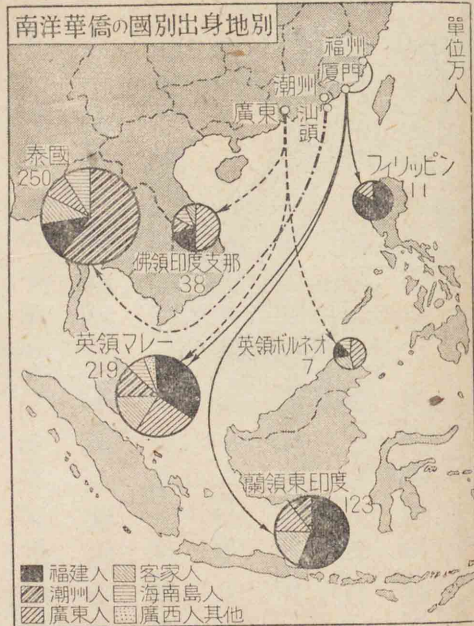 南洋華僑の國別出身地別
單位万人
福州
厦門
潮州
汕頭
廣東
泰國
250
フィリッピン
11
佛領印度支那
38
英領マレー
219
英領ボルネオ
7
蘭領東印度
123
福建人
客家人
潮州人
海南島人
廣東人
廣西人其他